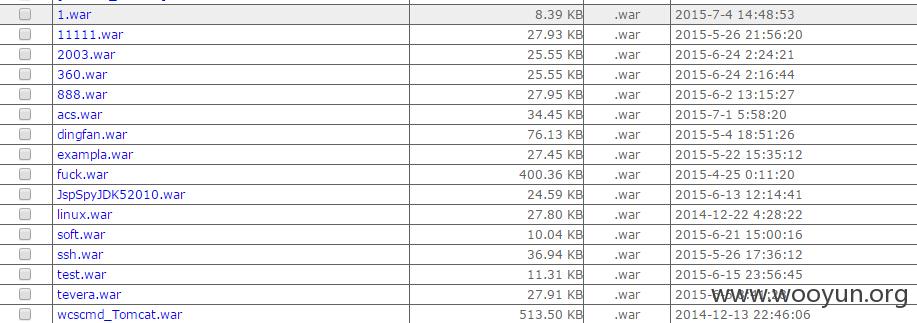 1.war 8.39 KB .war 2015-7-4 14:48:53
11111.war 27.93 KB .war 2015-5-26 21:56:20
2003.war 25.55 KB .war 2015-6-24 2:24:21
360.war 25.55 KB .war 2015-6-24 2:16:44
888.war 27.95 KB .war 2015-6-2 13:15:27
acs.war 34.45 KB .war 2015-7-1 5:58:20
dingfan.war 76.13 KB .war 2015-5-4 18:51:26
exampla.war 27.45 KB .war 2015-5-22 15:35:12
fuck.war 400.36 KB .war 2015-4-25 0:11:20
JspSpyJDK52010.war 24.59 KB .war 2015-6-13 12:14:41
linux.war 27.80 KB .war 2014-12-22 4:28:22
soft.war 10.04 KB .war 2015-6-21 15:00:16
ssh.war 36.94 KB .war 2015-5-26 17:36:12
test.war 11.31 KB .war 2015-6-15 23:56:45
tevera.war 27.91 KB .war
www.wooyun.org
wcscmd_Tomcat.war 513.50 KB .war 2014-12-13 22:46:06